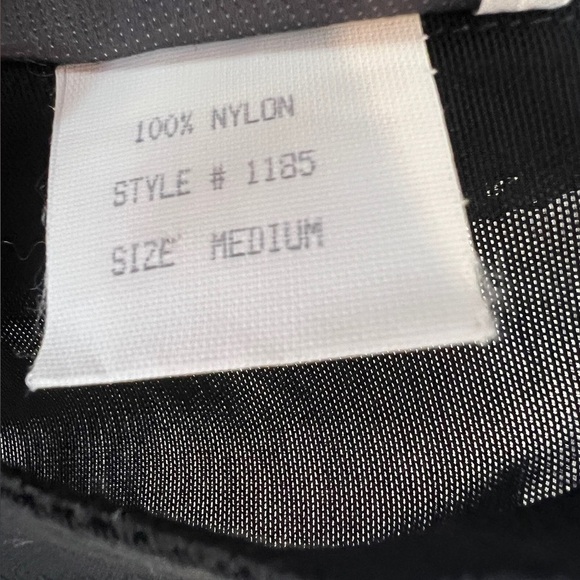 100% NYLON
STYLE # 1185
SIZE MEDIUM